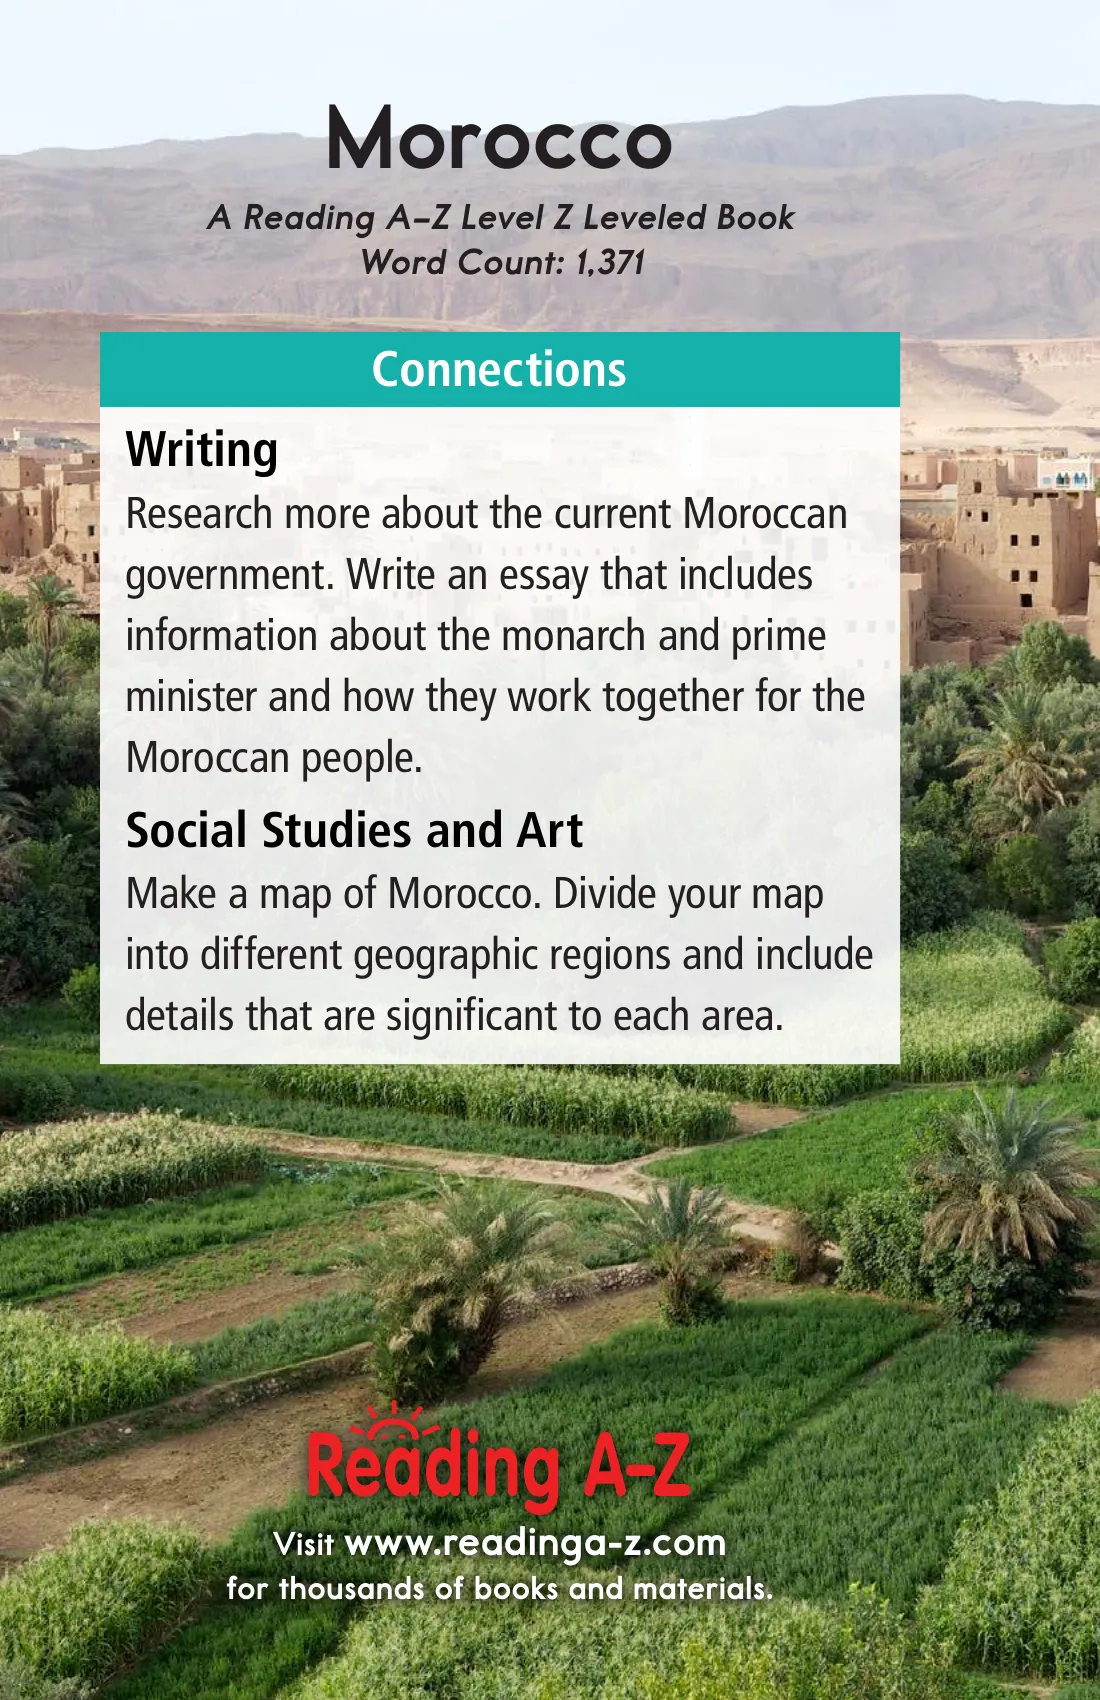 Morocco
A Reading A–Z Level Z Leveled Book
Word Count: 1,371
Connections
Writing
Research more about the current Moroccan
government. Write an essay that includes
information about the monarch and prime
minister and how they work together for the
Moroccan people.
Social Studies and Art
Make a map of Morocco. Divide your map
into different geographic regions and include
details that are significant to each area.
Reading A–Z
Visit www.readinga-z.com
for thousands of books and materials.